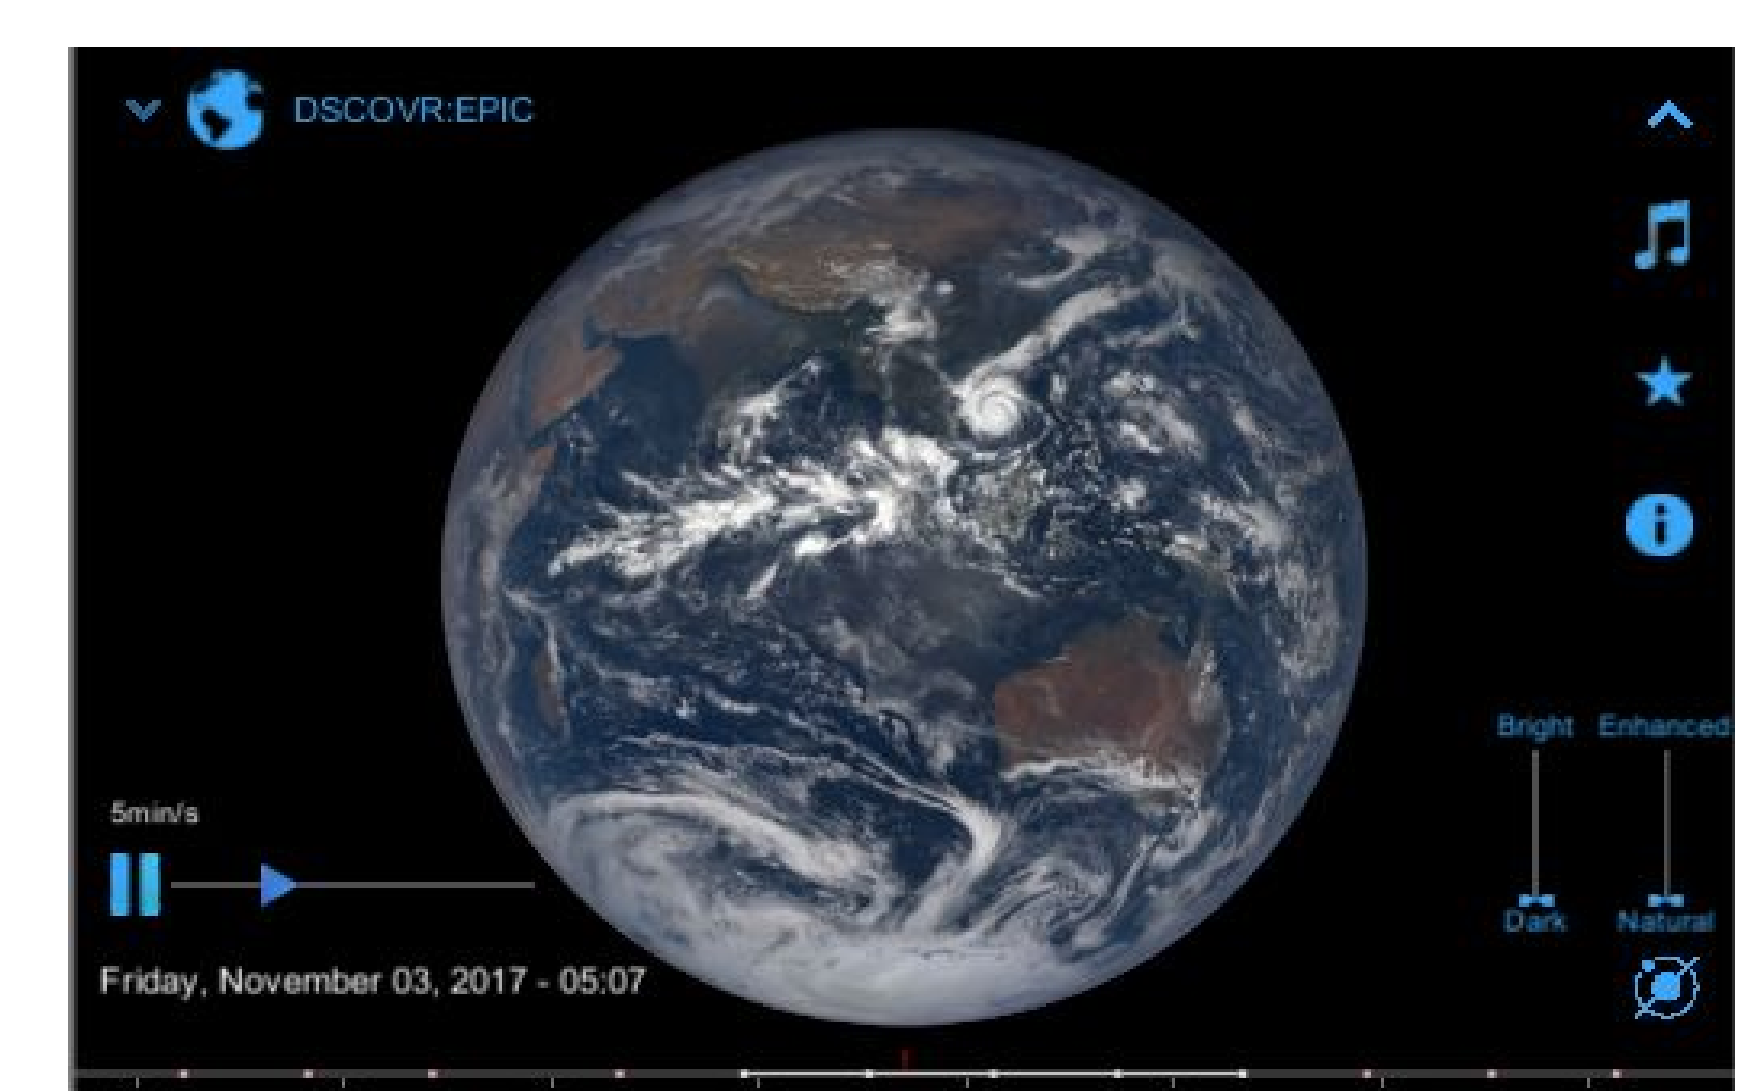 DSCOVR:EPIC
Bright Enhanced
5min/s
Dark Natural
Friday, November 03, 2017 - 05:07